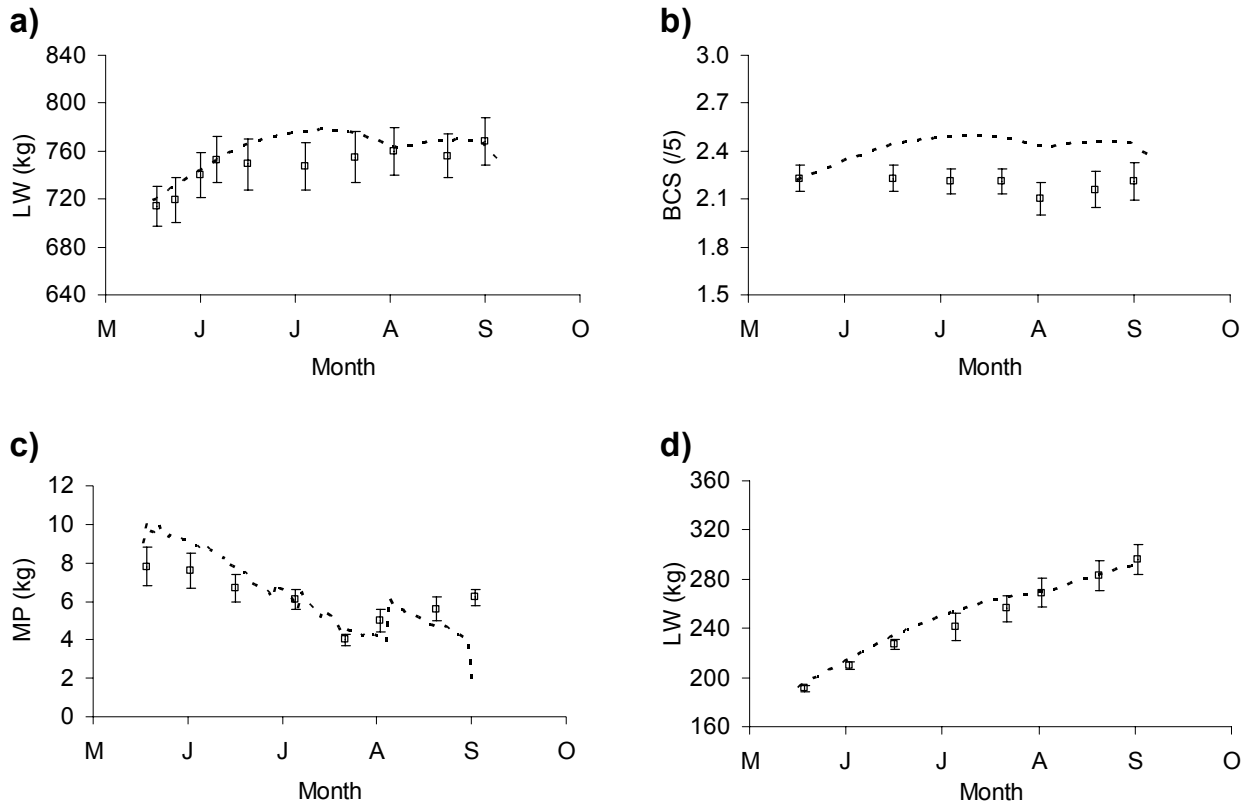 a)
840
800
760
720
680
640
LW (kg)
M J J A S O
Month
b)
3.0
2.7
2.4
2.1
1.8
1.5
BCS (/5)
M J J A S O
Month
c)
12
10
8
6
4
2
0
MP (kg)
M J J A S O
Month
d)
360
320
280
240
200
160
LW (kg)
M J J A S O
Month